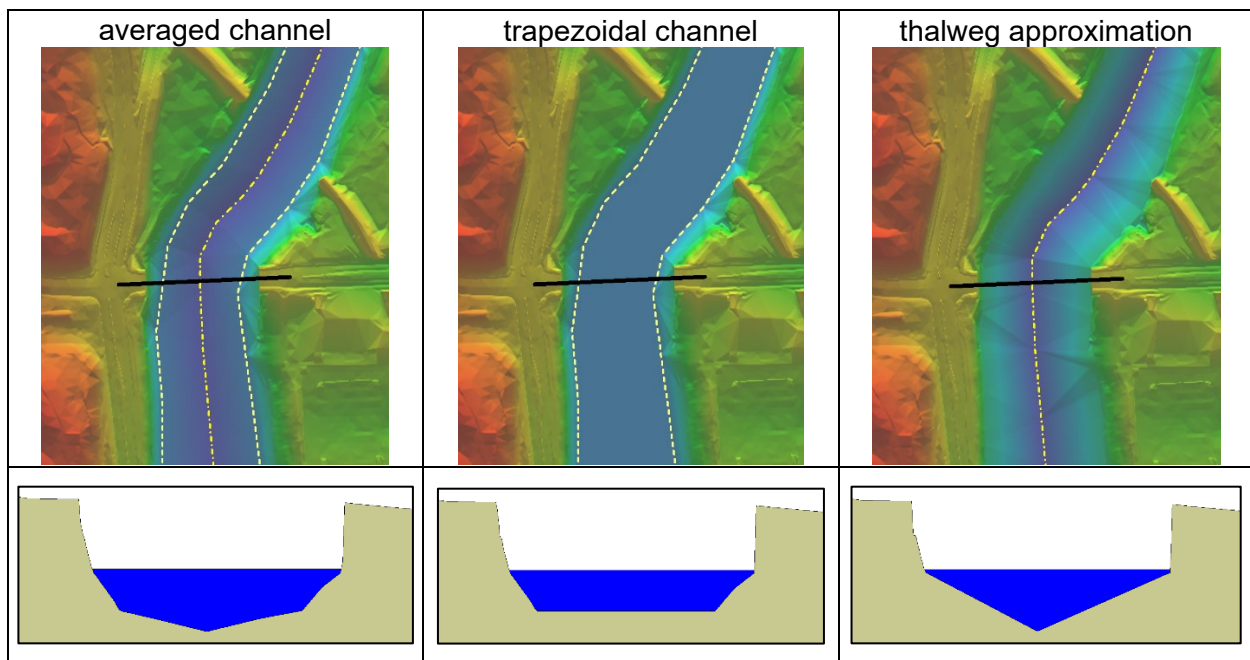 averaged channel
trapezoidal channel
thalweg approximation